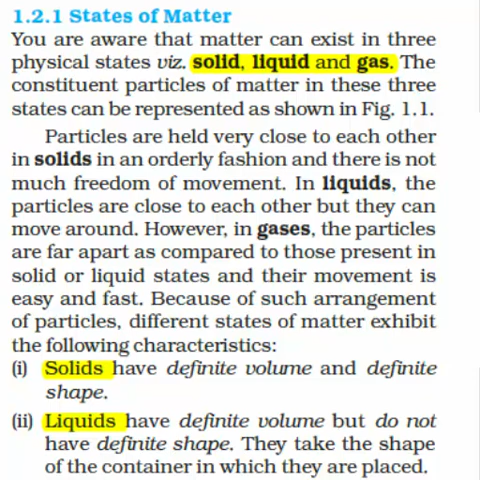 1.2.1 States of Matter
You are aware that matter can exist in three
physical states viz. solid, liquid and gas. The
constituent particles of matter in these three
states can be represented as shown in Fig. 1.1.
Particles are held very close to each other
in solids in an orderly fashion and there is not
much freedom of movement. In liquids, the
particles are close to each other but they can
move around. However, in gases, the particles
are far apart as compared to those present in
solid or liquid states and their movement is
easy and fast. Because of such arrangement
of particles, different states of matter exhibit
the following characteristics:
(i) Solids have definite volume and definite
shape.
(ii) Liquids have definite volume but do not
have definite shape. They take the shape
of the container in which they are placed.